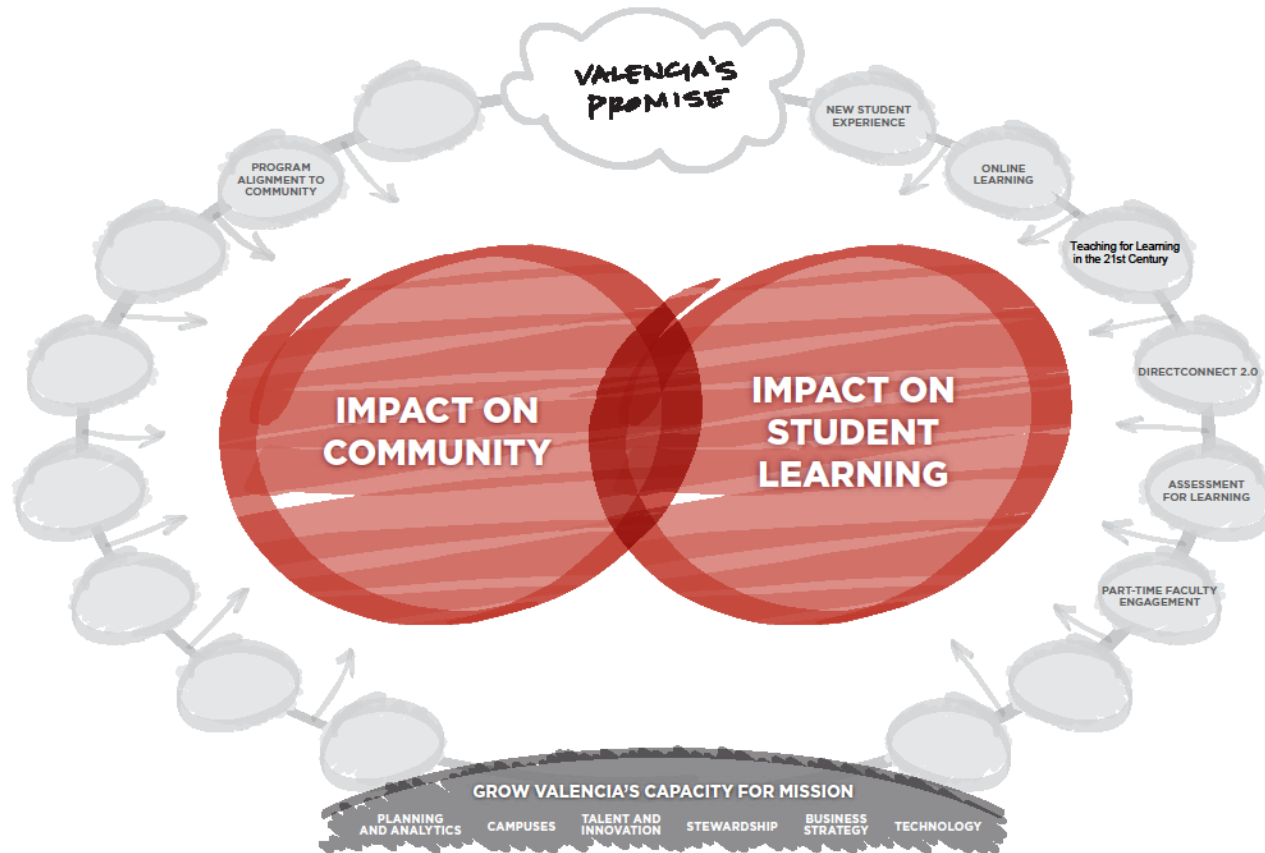 VALENCIA'S
PROMISE
NEW STUDENT
EXPERIENCE
ONLINE
LEARNING
Teaching for Learning
in the 21st Century
DIRECTCONNECT 2.0
ASSESSMENT
FOR LEARNING
PART-TIME FACULTY
ENGAGEMENT
PROGRAM
ALIGNMENT TO
COMMUNITY
IMPACT ON
COMMUNITY
IMPACT ON
STUDENT
LEARNING
GROW VALENCIA'S CAPACITY FOR MISSION
PLANNING
AND ANALYTICS
CAMPUSES
TALENT AND
INNOVATION
STEWARDSHIP
BUSINESS
STRATEGY
TECHNOLOGY